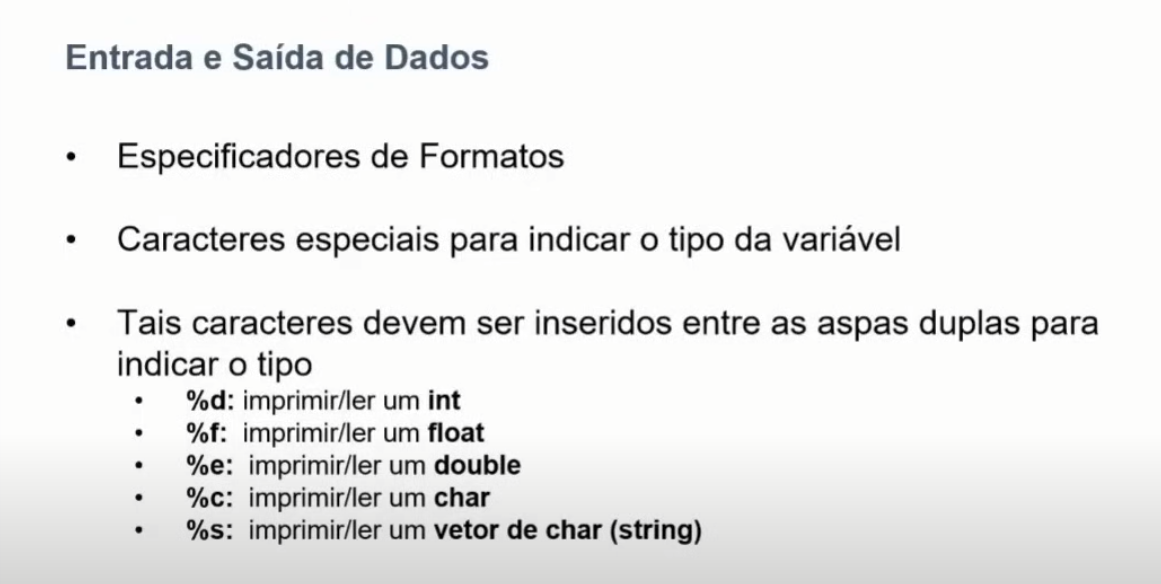 Entrada e Saída de Dados
• Especificadores de Formatos
• Caracteres especiais para indicar o tipo da variável
• Tais caracteres devem ser inseridos entre as aspas duplas para
indicar o tipo
• %d: imprimir/ler um int
• %f: imprimir/ler um float
• %e: imprimir/ler um double
• %c: imprimir/ler um char
• %s: imprimir/ler um vetor de char (string)